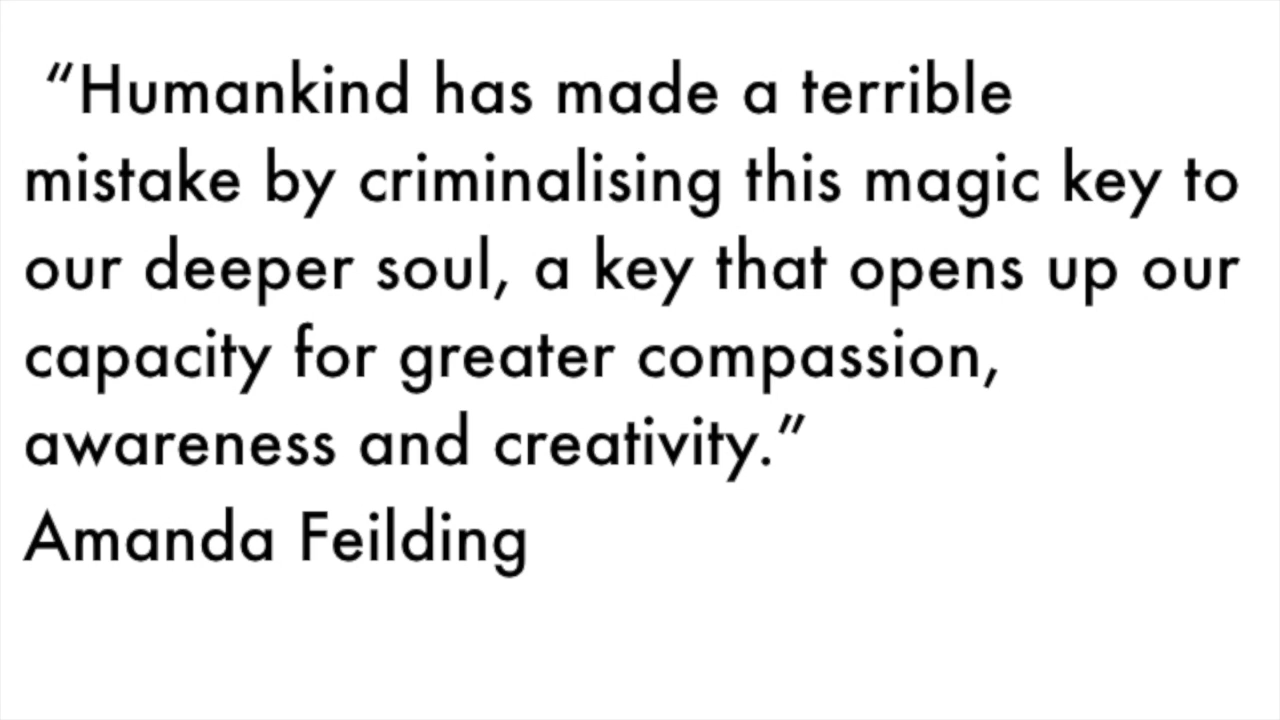 “Humankind has made a terrible
mistake by criminalising this magic key to
our deeper soul, a key that opens up our
capacity for greater compassion,
awareness and creativity.”
Amanda Feilding